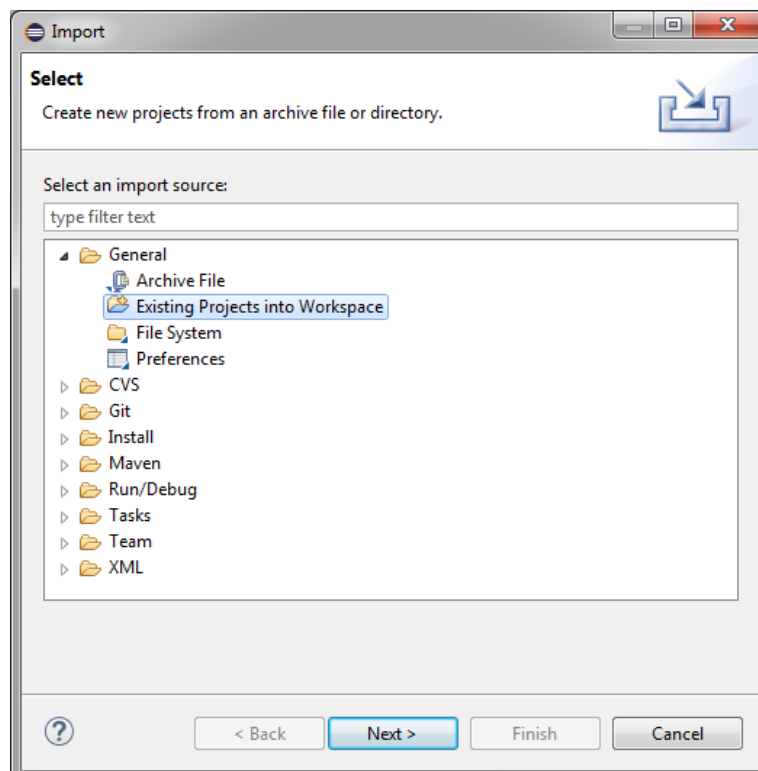 Import
Select
Create new projects from an archive file or directory.
Select an import source:
type filter text
General
Archive File
Existing Projects into Workspace
File System
Preferences
CVS
Git
Install
Maven
Run/Debug
Tasks
Team
XML
? < Back Next > Finish Cancel